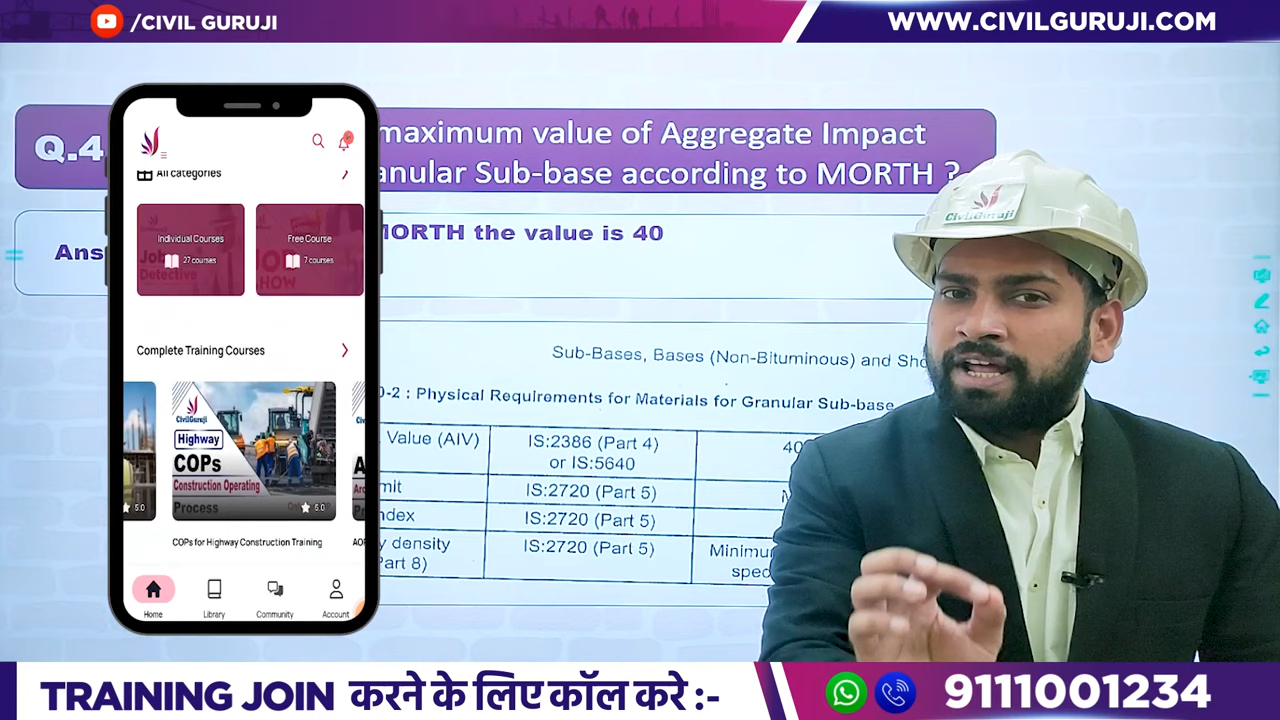 /CIVIL GURUJI
WWW.CIVILGURUJI.COM
Q.4
maximum value of Aggregate Impact
Sub-base according to MORTH ?
Ans
MORTH the value is 40
Sub-Bases, Bases (Non-Bituminous) and
: Physical Requirements for Materials for Granular Sub-base
Value (AIV)
IS:2386 (Part 4)
or IS:5640
40
IS:2720 (Part 5)
IS:2720 (Part 5)
density
Part 8)
IS:2720 (Part 5)
All categories
Individual Courses
27 courses
Free Course
7 courses
Complete Training Courses
5.0
CivilGuruji
Highway
COPs
Construction Operating
Process
5.0
COPs for Highway Construction Training
Home
Library
Community
Account
CivilGuruji
TRAINING JOIN करने के लिए कॉल करे :-
9111001234